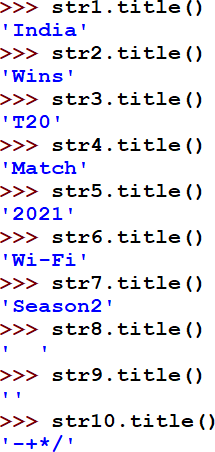 >>> str1.title()
'India'
>>> str2.title()
'Wins'
>>> str3.title()
'T20'
>>> str4.title()
'Match'
>>> str5.title()
'2021'
>>> str6.title()
'Wi-Fi'
>>> str7.title()
'Season2'
>>> str8.title()
'  '
>>> str9.title()
''
>>> str10.title()
'-+*/'